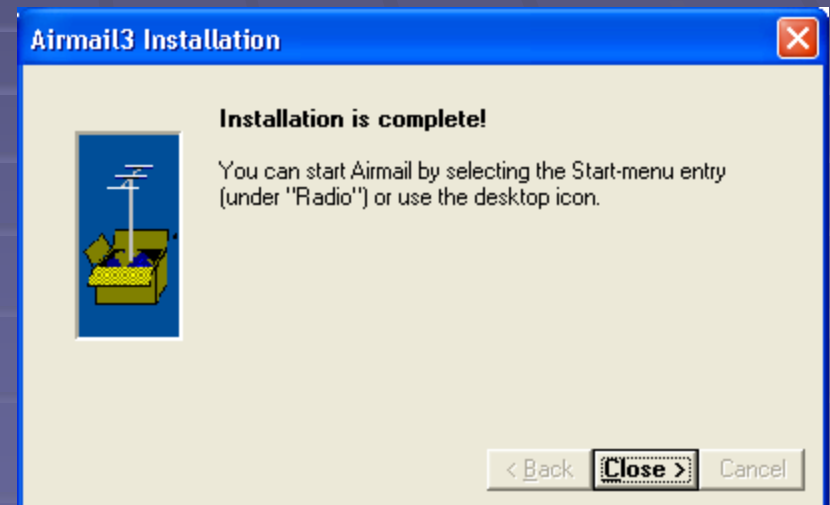 Airmail3 Installation
Installation is complete!
You can start Airmail by selecting the Start-menu entry
(under "Radio") or use the desktop icon.
< Back Close > Cancel